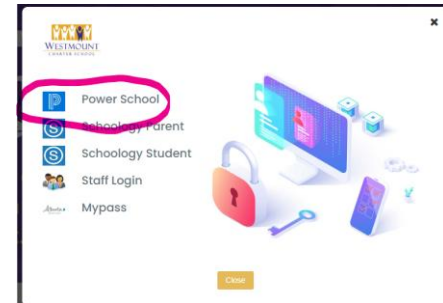 WESTMOUNT
CHARTER SCHOOL
Power School
Schoology Parent
Schoology Student
Staff Login
Mypass
Close